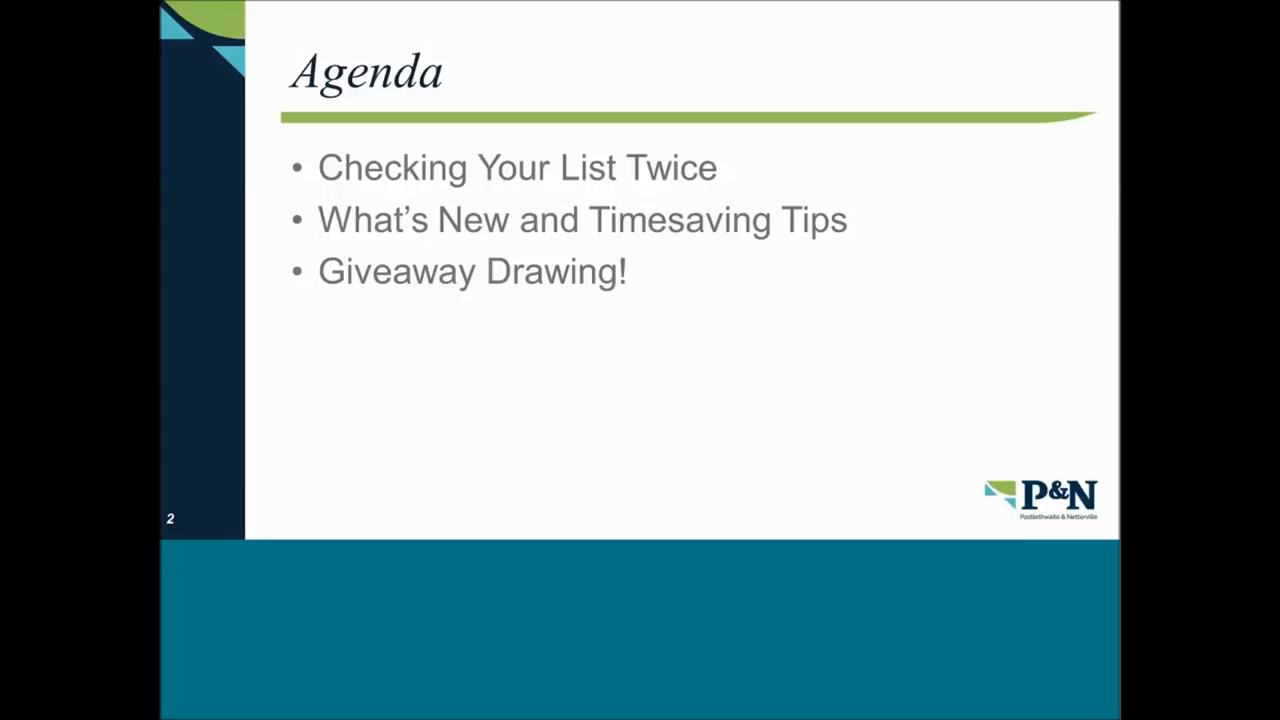 Agenda
• Checking Your List Twice
• What’s New and Timesaving Tips
• Giveaway Drawing!
P&N
Postlethwaite & Netterville
2